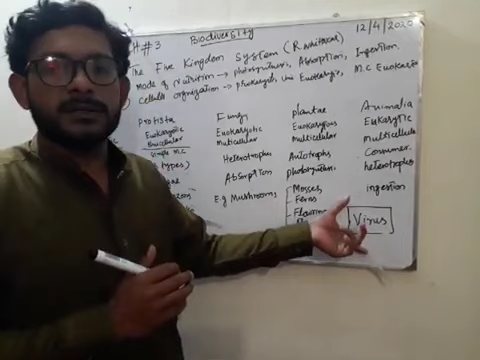 CH#3 Biodiversity 12/4/2020
The Five Kingdom System (R.Whittaker)
Mode of Nutrition → photosynthesis, Absorption, Ingestion.
Cellular organization → prokaryotic Uni Eukaryotic, M.C Eukaryotic
Protista Fungi plantae Animalia
Eukaryotic Eukaryotic Eukaryotic Eukaryotic
Unicellular Multicellular Multicellular Multicellular
Simple M.C Heterotrophs Autotrophs Consumer.
types) Absorption photosynthesis heterotrophs
E.g Mushrooms Mosses ingestion
Ferns
Virus